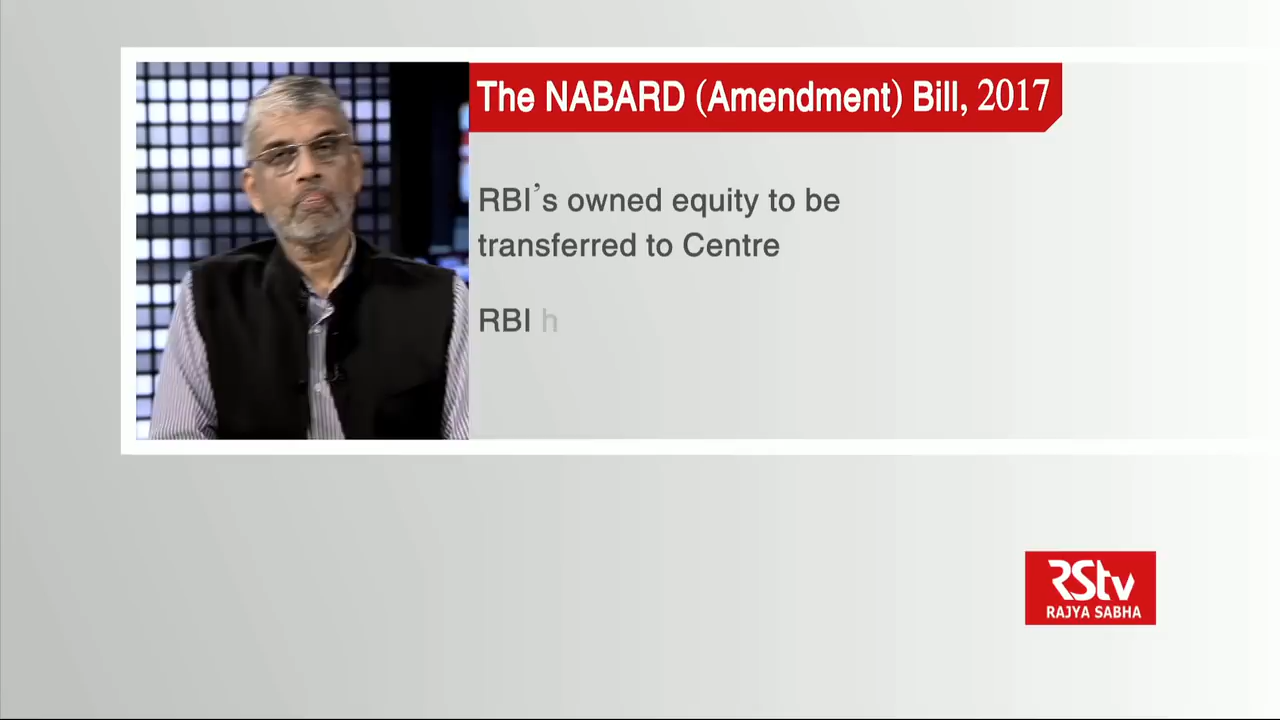 The NABARD (Amendment) Bill, 2017
RBI's owned equity to be
transferred to Centre
RBI h
RStv
RAJYA SABHA